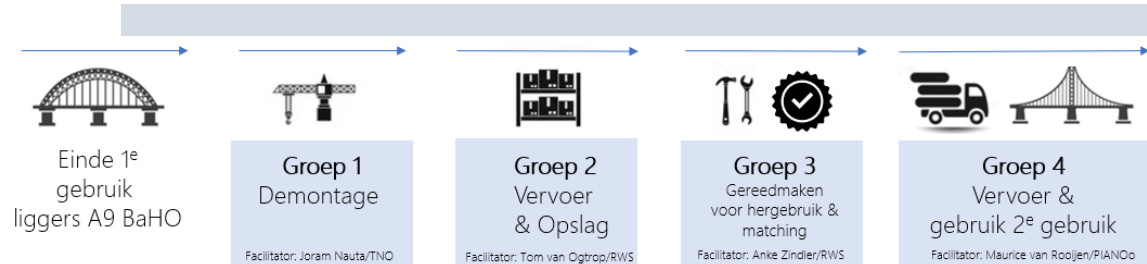 Einde 1e
gebruik
liggers A9 BaHO
Groep 1
Demontage
Facilitator: Joram Nauta/TNO
Groep 2
Vervoer
& Opslag
Facilitator: Tom van Ogtrop/RWS
Groep 3
Gereedmaken
voor hergebruik &
matching
Facilitator: Anke Zindler/RWS
Groep 4
Vervoer &
gebruik 2e gebruik
Facilitator: Maurice van Rooijen/PIANOo